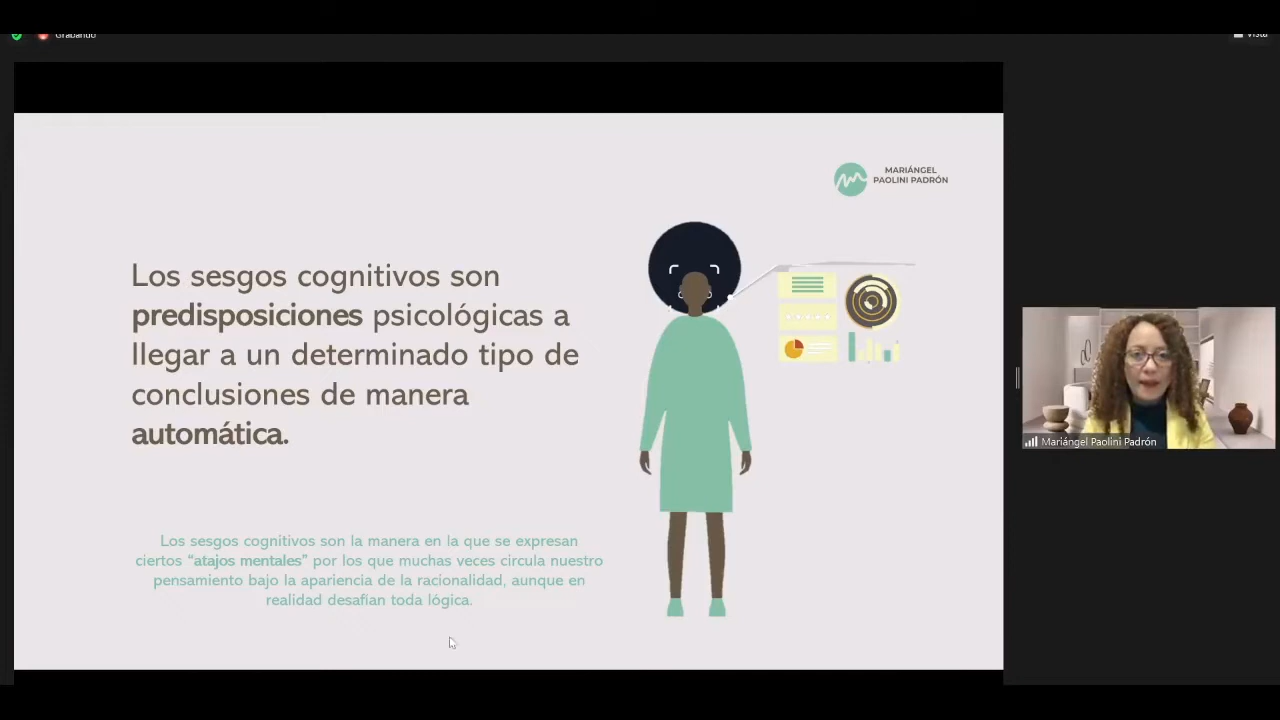 Grabando
Vista
MARIÁNGEL
PAOLINI PADRÓN
Los sesgos cognitivos son
predisposiciones psicológicas a
llegar a un determinado tipo de
conclusiones de manera
automática.
Los sesgos cognitivos son la manera en la que se expresan
ciertos “atajos mentales” por los que muchas veces circula nuestro
pensamiento bajo la apariencia de la racionalidad, aunque en
realidad desafían toda lógica.
Mariángel Paolini Padrón